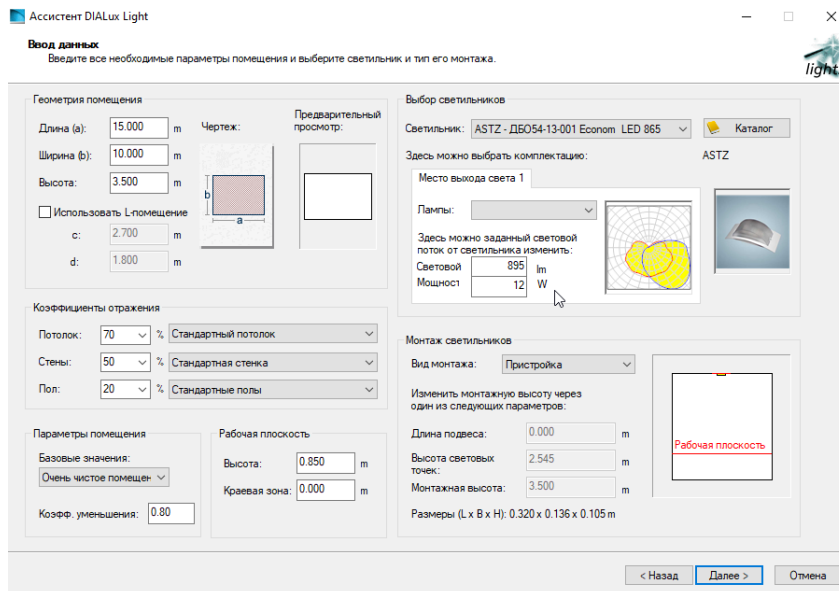 Ассистент DIALux Light
Ввод данных
Введите все необходимые параметры помещения и выберите светильник и тип его монтажа.
light
Геометрия помещения
Длина (a): 15.000 m
Ширина (b): 10.000 m
Высота: 3.500 m
Использовать L-помещение
c: 2.700 m
d: 1.800 m
Чертеж:
b
a
Предварительный
просмотр:
Коэффициенты отражения
Потолок: 70 % Стандартный потолок
Стены: 50 % Стандартная стенка
Пол: 20 % Стандартные полы
Параметры помещения
Базовые значения:
Очень чистое помещен
Коэфф. уменьшения: 0.80
Рабочая плоскость
Высота: 0.850 m
Краевая зона: 0.000 m
Выбор светильников
Светильник: ASTZ - ДБО54-13-001 Econom LED 865 Каталог
Здесь можно выбрать комплектацию: ASTZ
Место выхода света 1
Лампы:
Здесь можно заданный световой
поток от светильника изменить:
Световой 895 lm
Мощност 12 W
Монтаж светильников
Вид монтажа: Пристройка
Изменить монтажную высоту через
один из следующих параметров:
Длина подвеса: 0.000 m
Высота световых
точек: 2.545 m
Монтажная высота: 3.500 m
Размеры (L x B x H): 0.320 x 0.136 x 0.105 m
Рабочая плоскость
< Назад Далее > Отмена